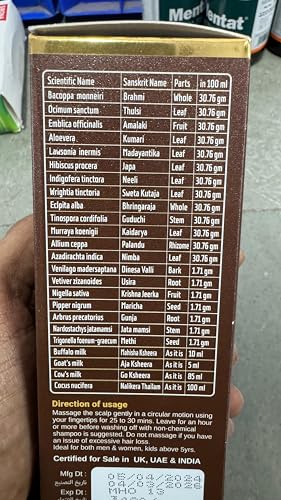 Mentat
Scientific Name Sanskrit Name Parts in 100 ml
Bacoppa monneiri Brahmi Whole 30.76 gm
Ocimum sanctum Thulsi Leaf 30.76 gm
Emblica officinalis Amalaki Fruit 30.76 gm
Aloevera Kumari Leaf 30.76 gm
Lawsonia inermis Madayantika Leaf 30.76 gm
Hibiscus procera Japa Leaf 30.76 gm
Indigofera tinctoria Neeli Leaf 30.76 gm
Wrightia tinctoria Sweta Kutaja Leaf 30.76 gm
Eclpita alba Bhringaraja Whole 30.76 gm
Tinospora cordifolia Guduchi Stem 30.76 gm
Murraya koenigii Kaidarya Leaf 30.76 gm
Allium ceppa Palandu Rhizome 30.76 gm
Azadirachta indica Nimba Leaf 30.76 gm
Venilago madersaptana Dinesa Valli Bark 1.71 gm
Vetiver zizanoides Usira Root 1.71 gm
Nigella sativa Krishna Jeerka Fruit 1.71 gm
Pipper nigrum Maricha Seed 1.71 gm
Arbrus precatorius Gunja Root 1.71 gm
Nardostachys jatamamsi Jata mamsi Stem 1.71 gm
Trigonella foenum-graecum Methi Seed 1.71 gm
Buffalo milk Mahisha Ksheera As it is 10 ml
Goat's milk Aja Ksheera As it is 5 ml
Cow's milk Go Ksheera As it is 85 ml
Cocus nucifera Nalikera Thailam As it is 100 ml
Direction of usage
Massage the scalp gently in a circular motion using
your fingertips for 25 to 30 mins. Leave for an hour
or more before washing off with non-chemical
shampoo is suggested. Do not massage if you have
an issue of excessive hair loss.
Ideal for both men & women, kids above 5yrs.
Certified for Sale in UK, UAE & INDIA
Mfg Dt : 05/04/2024
تاريخ الإنتاج 04/03/2026
Exp Dt : MHO 13